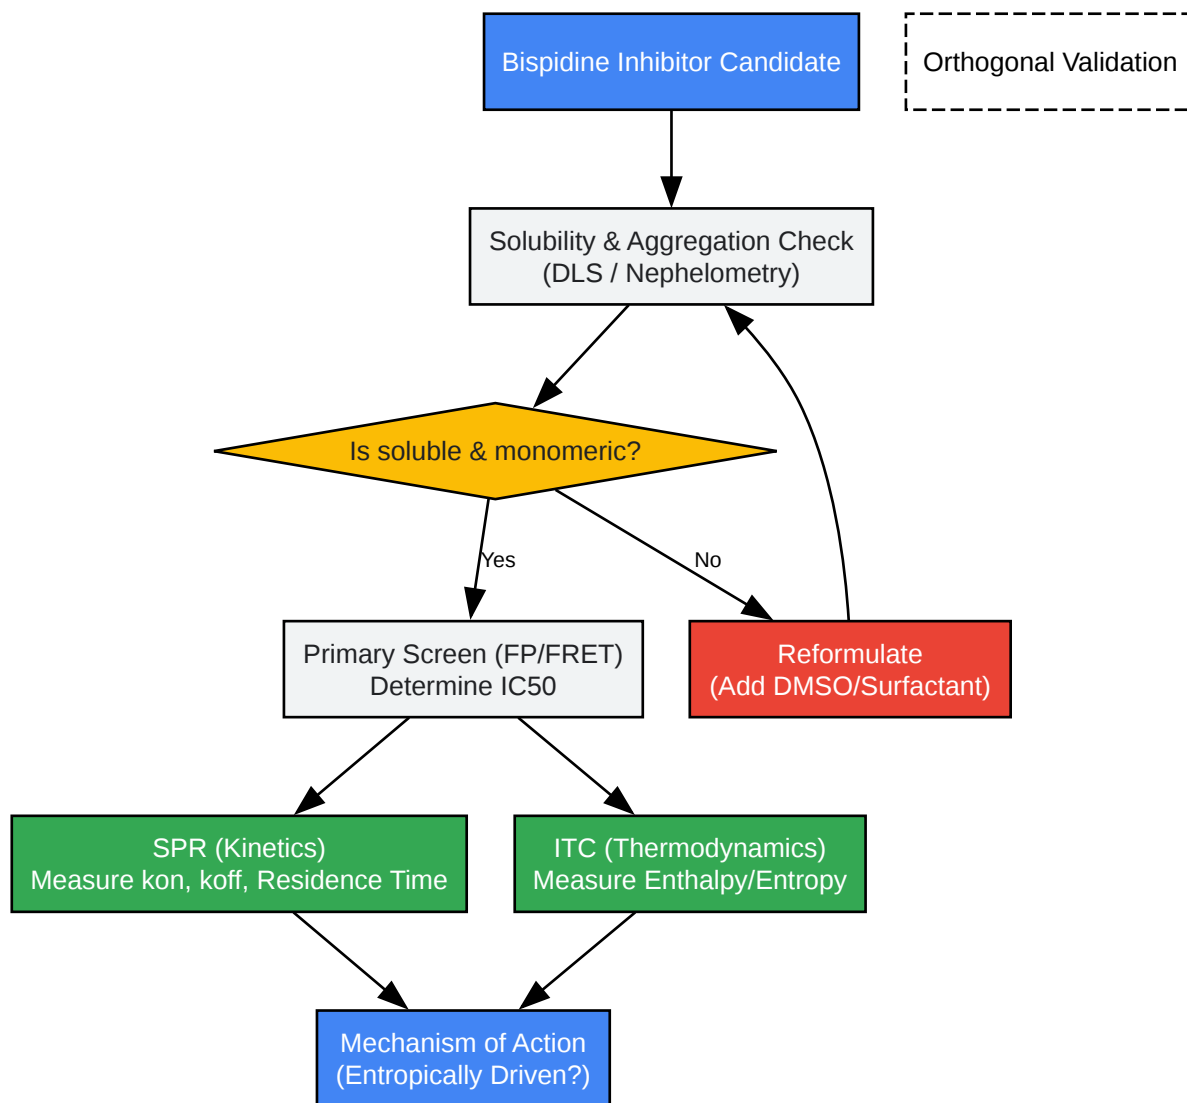 Bispidine Inhibitor Candidate
Orthogonal Validation
Solubility & Aggregation Check
(DLS / Nephelometry)
Is soluble & monomeric?
Yes
No
Primary Screen (FP/FRET)
Determine IC50
Reformulate
(Add DMSO/Surfactant)
SPR (Kinetics)
Measure kon, koff, Residence Time
ITC (Thermodynamics)
Measure Enthalpy/Entropy
Mechanism of Action
(Entropically Driven?)